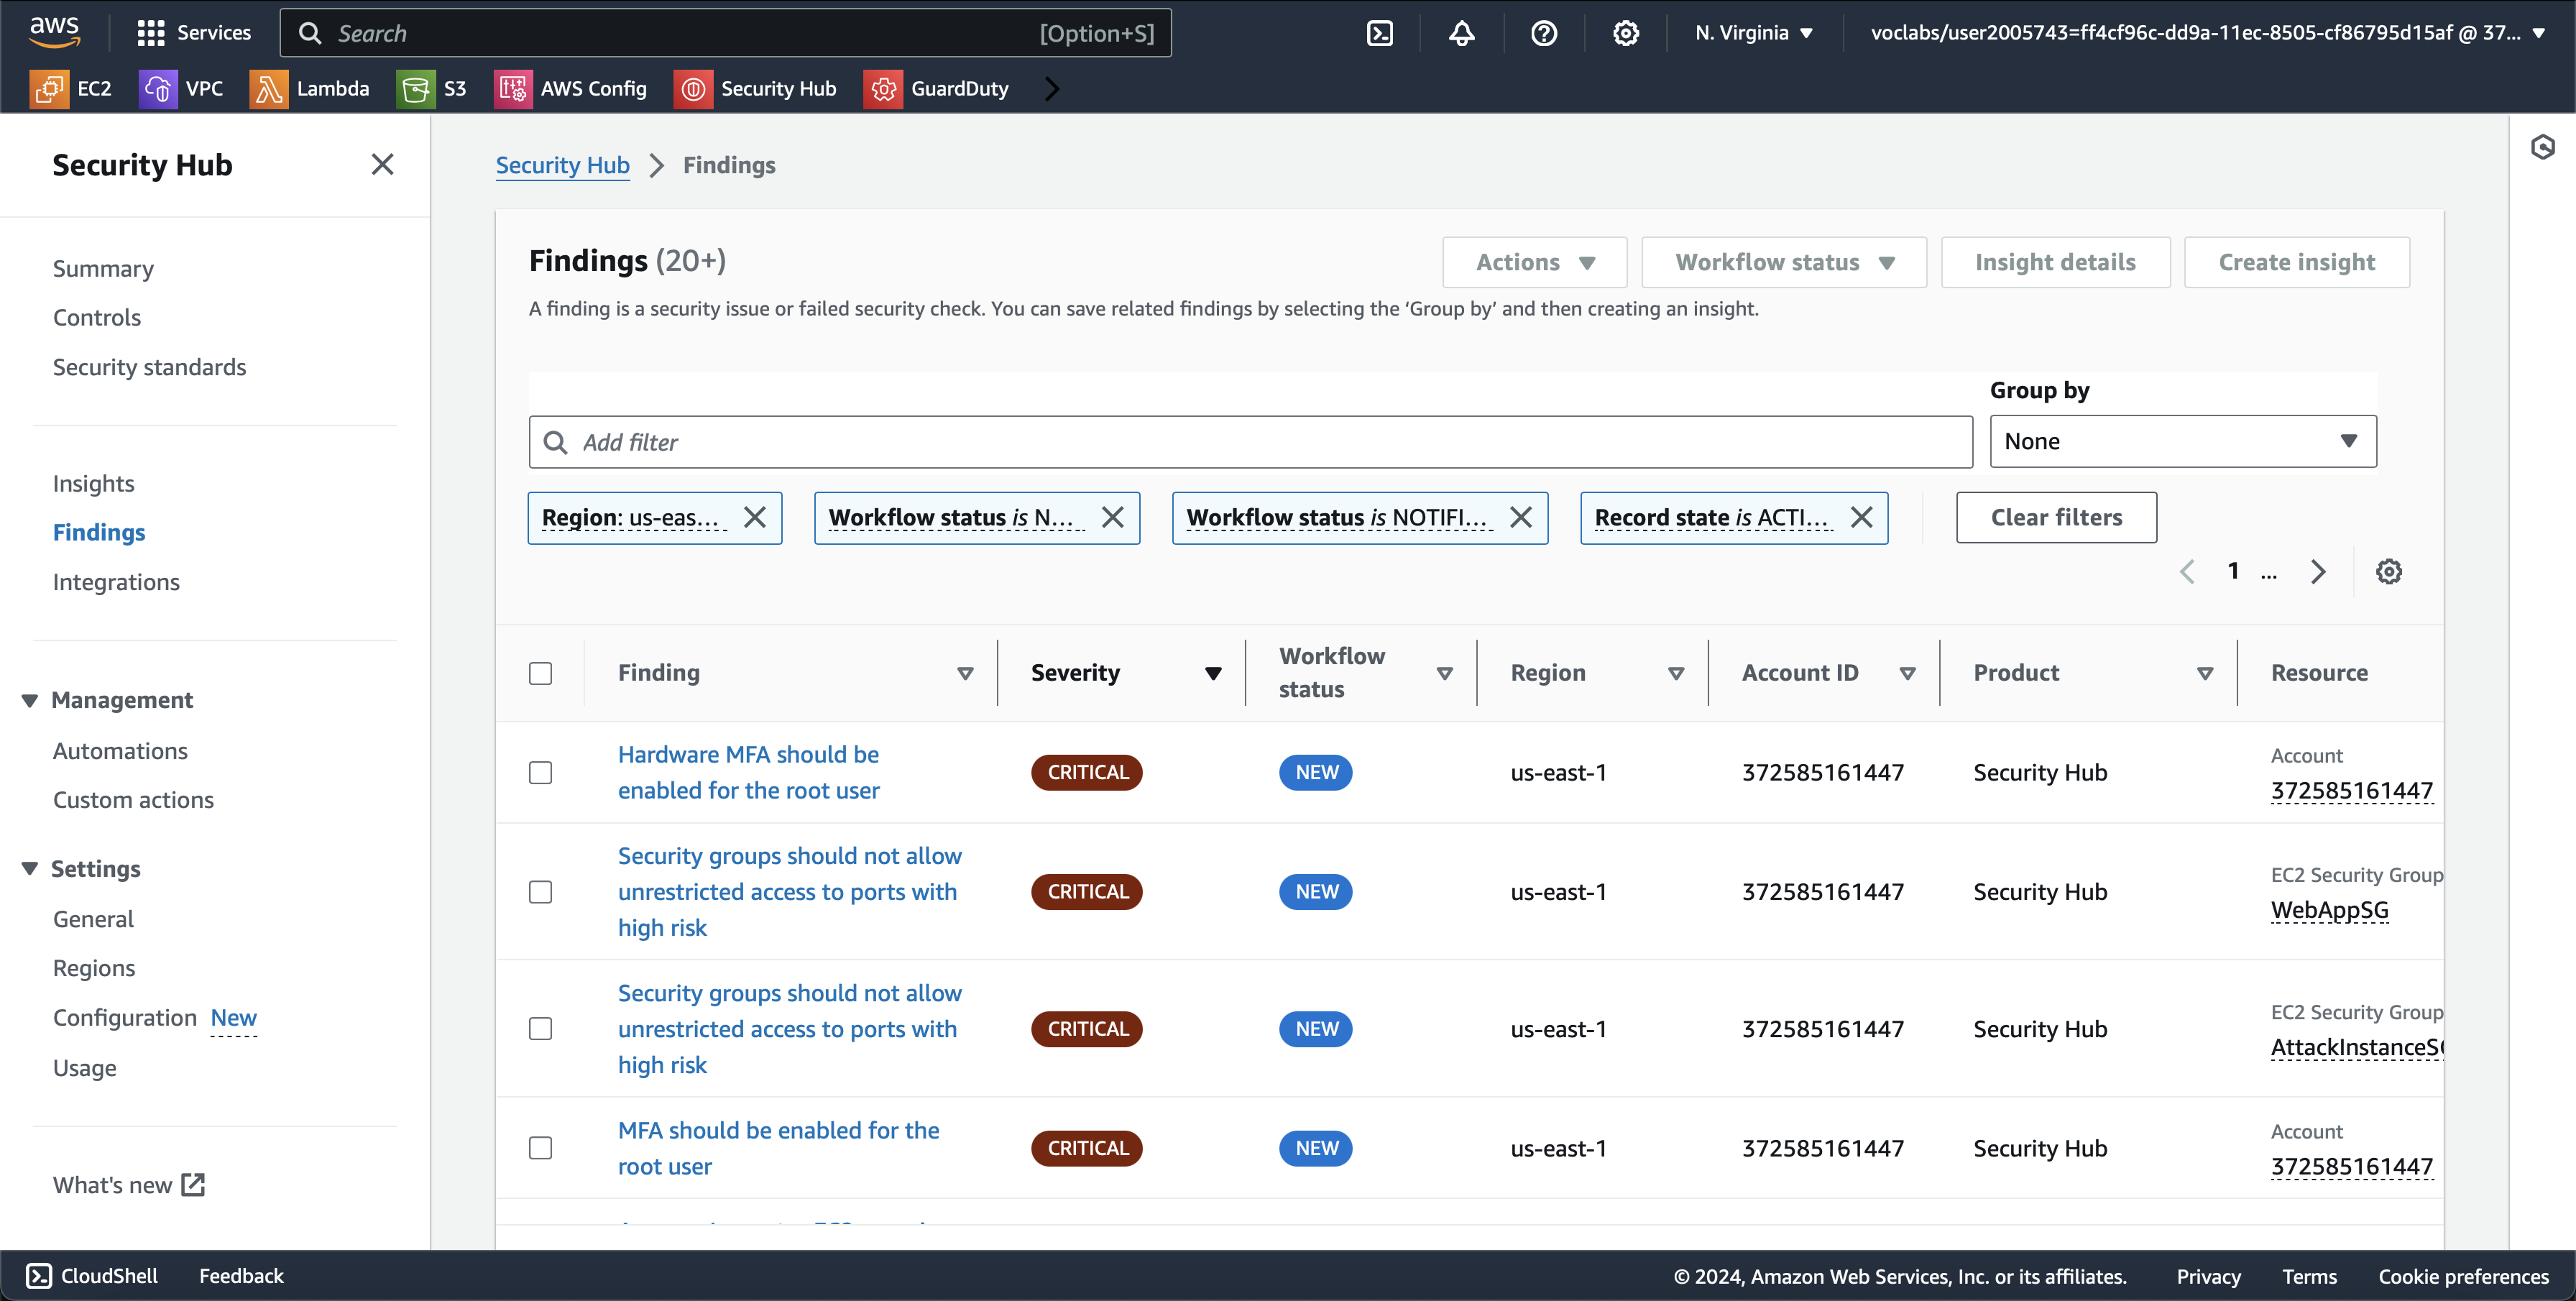 aws
Services
Search
[Option+S]
N. Virginia
voclabs/user2005743=ff4cf96c-dd9a-11ec-8505-cf86795d15af @ 37...
EC2
VPC
Lambda
S3
AWS Config
Security Hub
GuardDuty
Security Hub
Summary
Controls
Security standards
Insights
Findings
Integrations
Management
Automations
Custom actions
Settings
General
Regions
Configuration New
Usage
What's new
Security Hub
Findings
Findings (20+)
Actions
Workflow status
Insight details
Create insight
A finding is a security issue or failed security check. You can save related findings by selecting the ‘Group by’ and then creating an insight.
Group by
Add filter
None
Region: us-eas...
Workflow status is N...
Workflow status is NOTIFI...
Record state is ACTI...
Clear filters
1 ...
Finding
Severity
Workflow
status
Region
Account ID
Product
Resource
Hardware MFA should be
enabled for the root user
CRITICAL
NEW
us-east-1
372585161447
Security Hub
Account
372585161447
Security groups should not allow
unrestricted access to ports with
high risk
CRITICAL
NEW
us-east-1
372585161447
Security Hub
EC2 Security Group
WebAppSG
Security groups should not allow
unrestricted access to ports with
high risk
CRITICAL
NEW
us-east-1
372585161447
Security Hub
EC2 Security Group
AttackInstanceSG
MFA should be enabled for the
root user
CRITICAL
NEW
us-east-1
372585161447
Security Hub
Account
372585161447
CloudShell
Feedback
© 2024, Amazon Web Services, Inc. or its affiliates.
Privacy
Terms
Cookie preferences